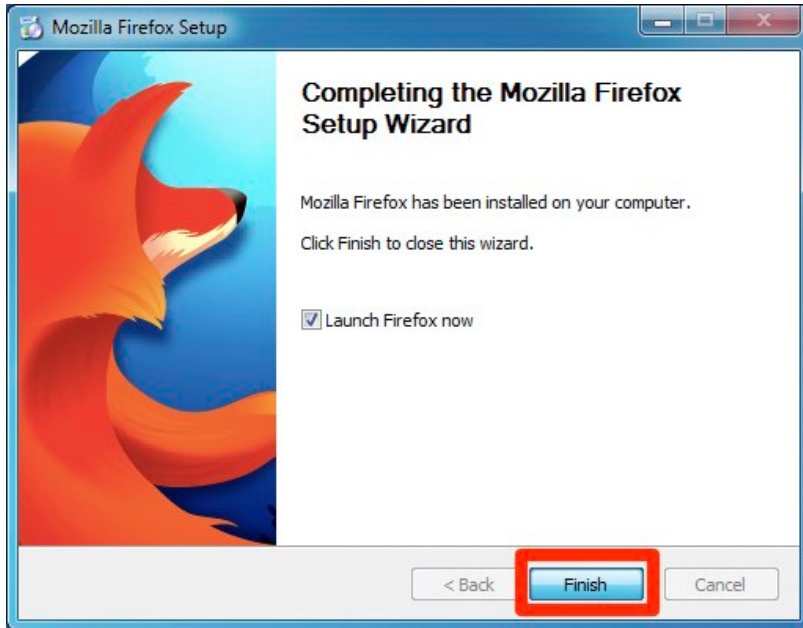 Mozilla Firefox Setup
Completing the Mozilla Firefox
Setup Wizard
Mozilla Firefox has been installed on your computer.
Click Finish to close this wizard.
Launch Firefox now
< Back
Finish
Cancel